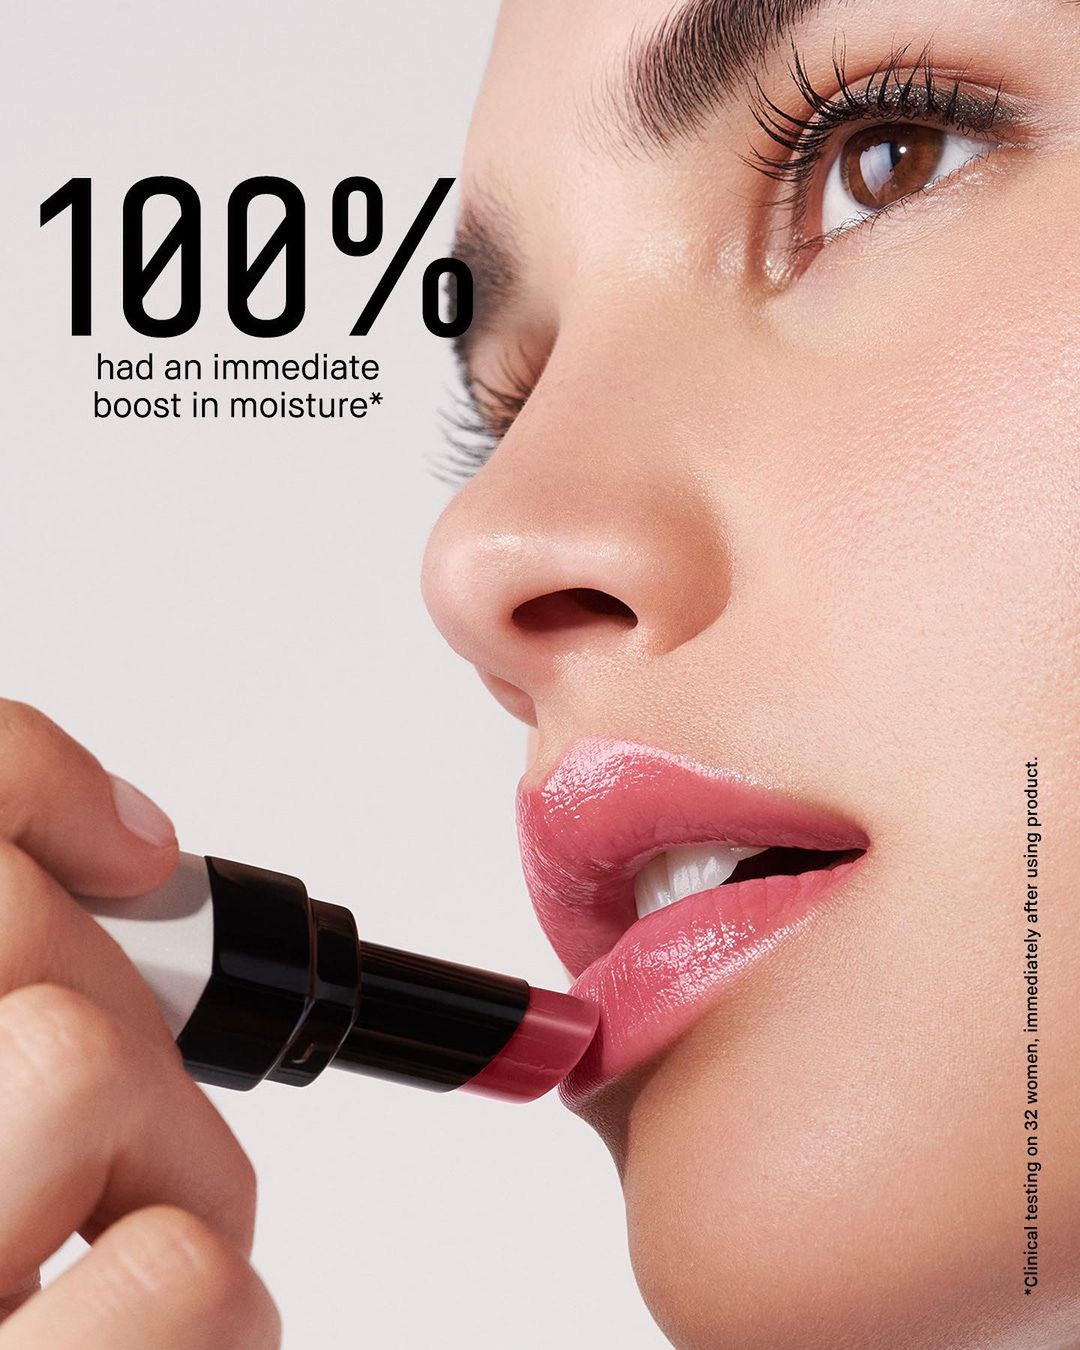 100%
had an immediate
boost in moisture*
*Clinical testing on 32 women, immediately after using product.